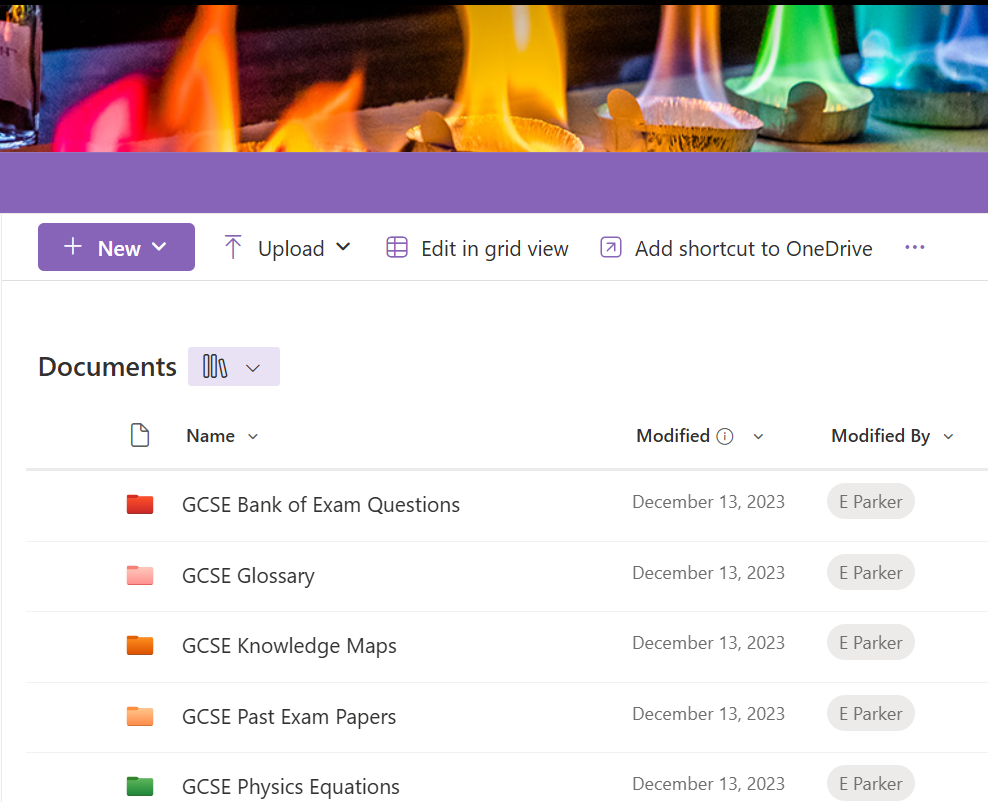 New Upload Edit in grid view Add shortcut to OneDrive ...
Documents
Name Modified Modified By
GCSE Bank of Exam Questions December 13, 2023 E Parker
GCSE Glossary December 13, 2023 E Parker
GCSE Knowledge Maps December 13, 2023 E Parker
GCSE Past Exam Papers December 13, 2023 E Parker
GCSE Physics Equations December 13, 2023 E Parker